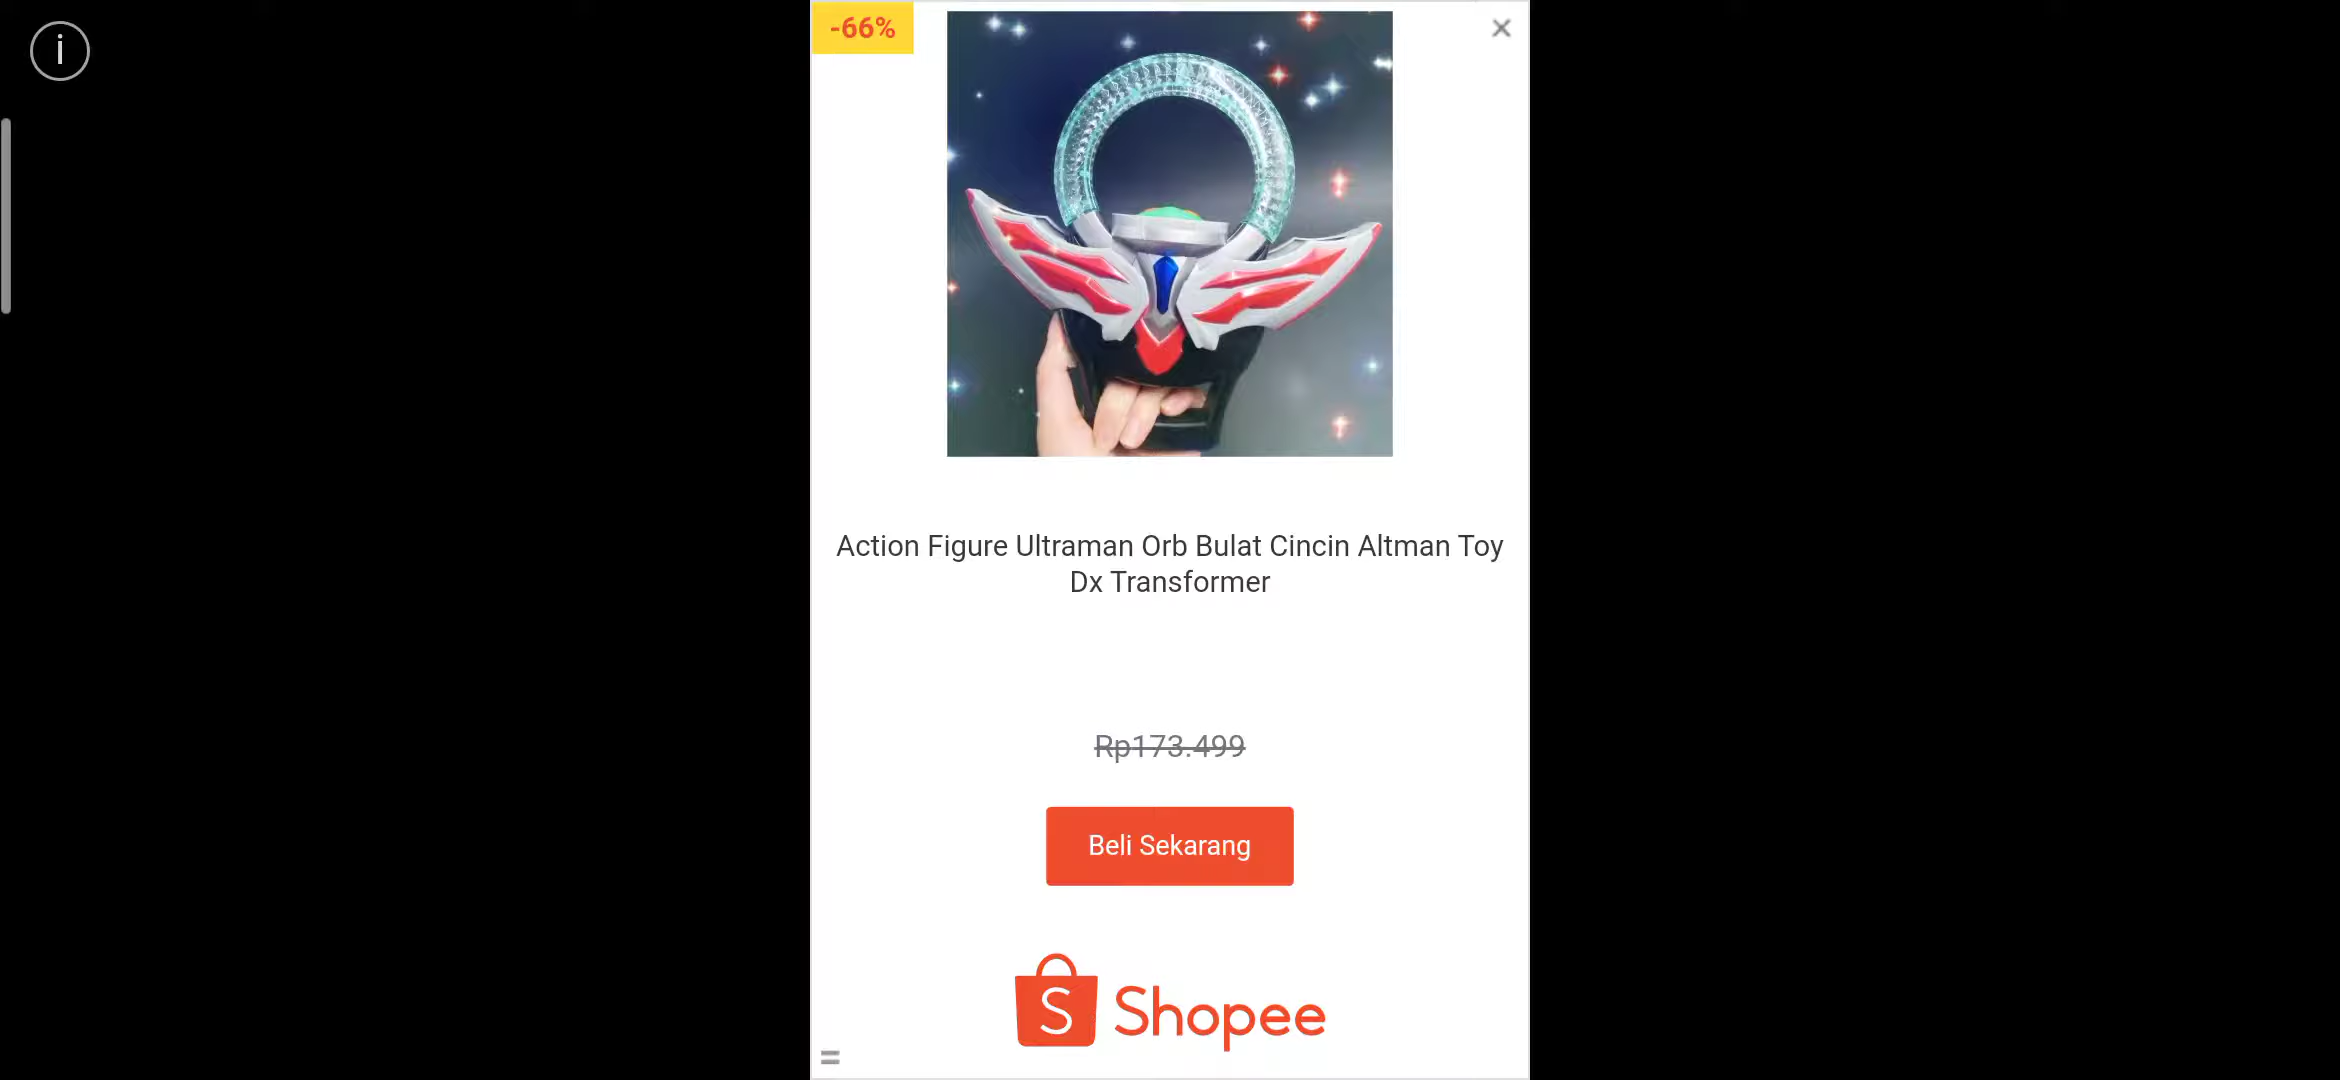 -66%
Action Figure Ultraman Orb Bulat Cincin Altman Toy
Dx Transformer
Rp173.499
Beli Sekarang
S Shopee